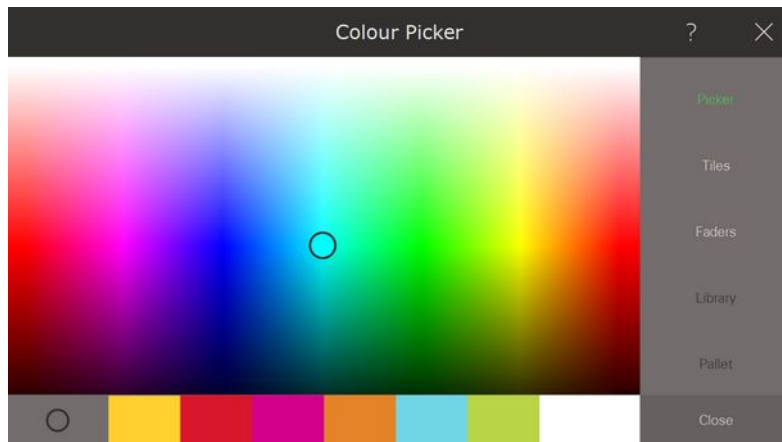 Colour Picker ?
Picker
Tiles
Faders
Library
Pallet
Close